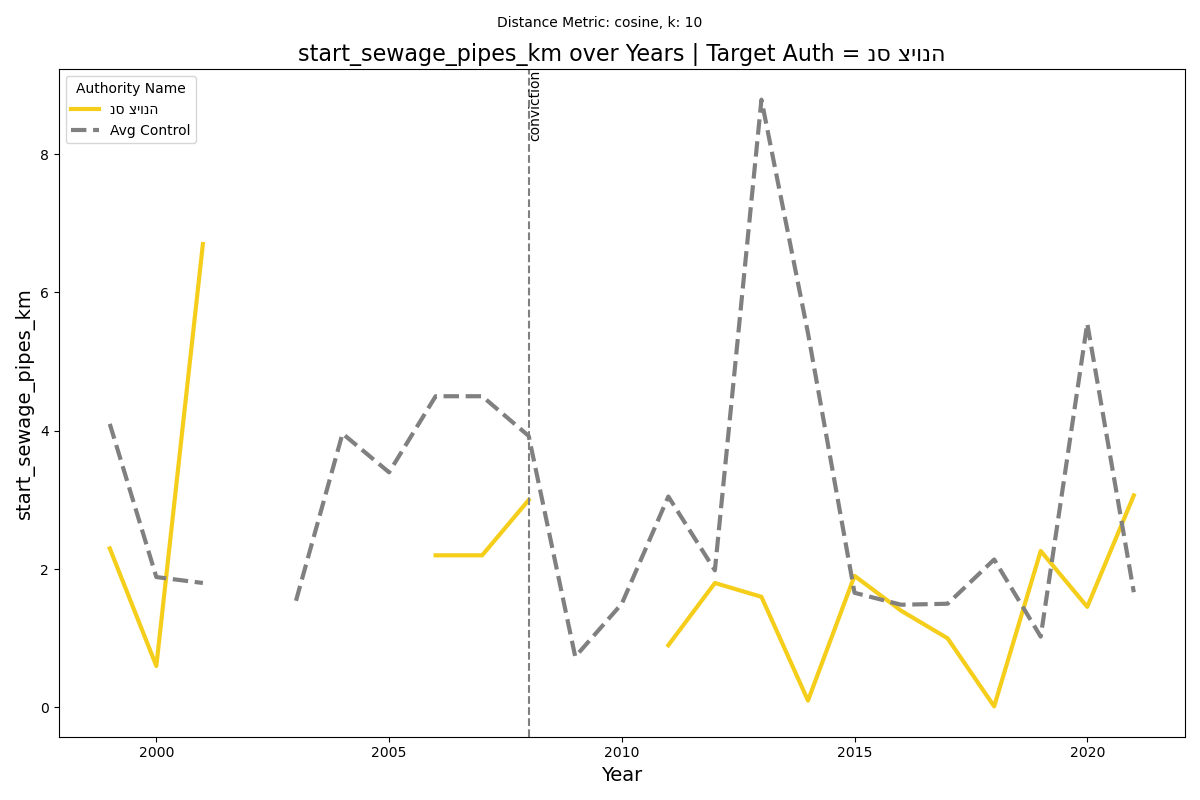 Distance Metric: cosine, k: 10
start_sewage_pipes_km over Years | Target Auth = נס ציונה
Authority Name
נס ציונה
Avg Control
conviction
start_sewage_pipes_km
8
6
4
2
0
2000 2005 2010 2015 2020
Year